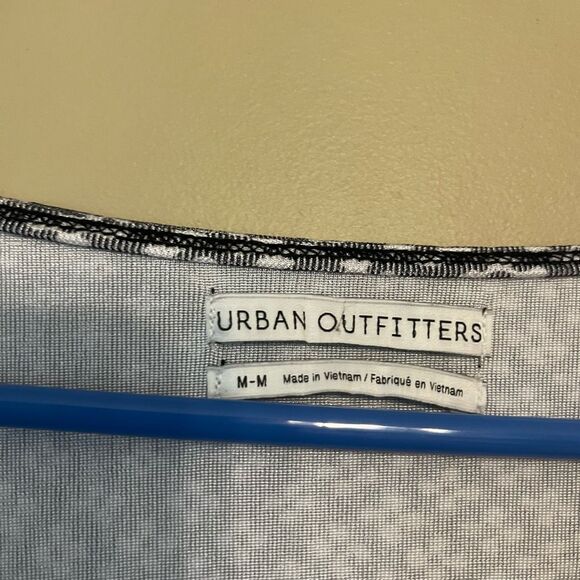 URBAN OUTFITTERS
M-M Made in Vietnam / Fabriqué en Vietnam